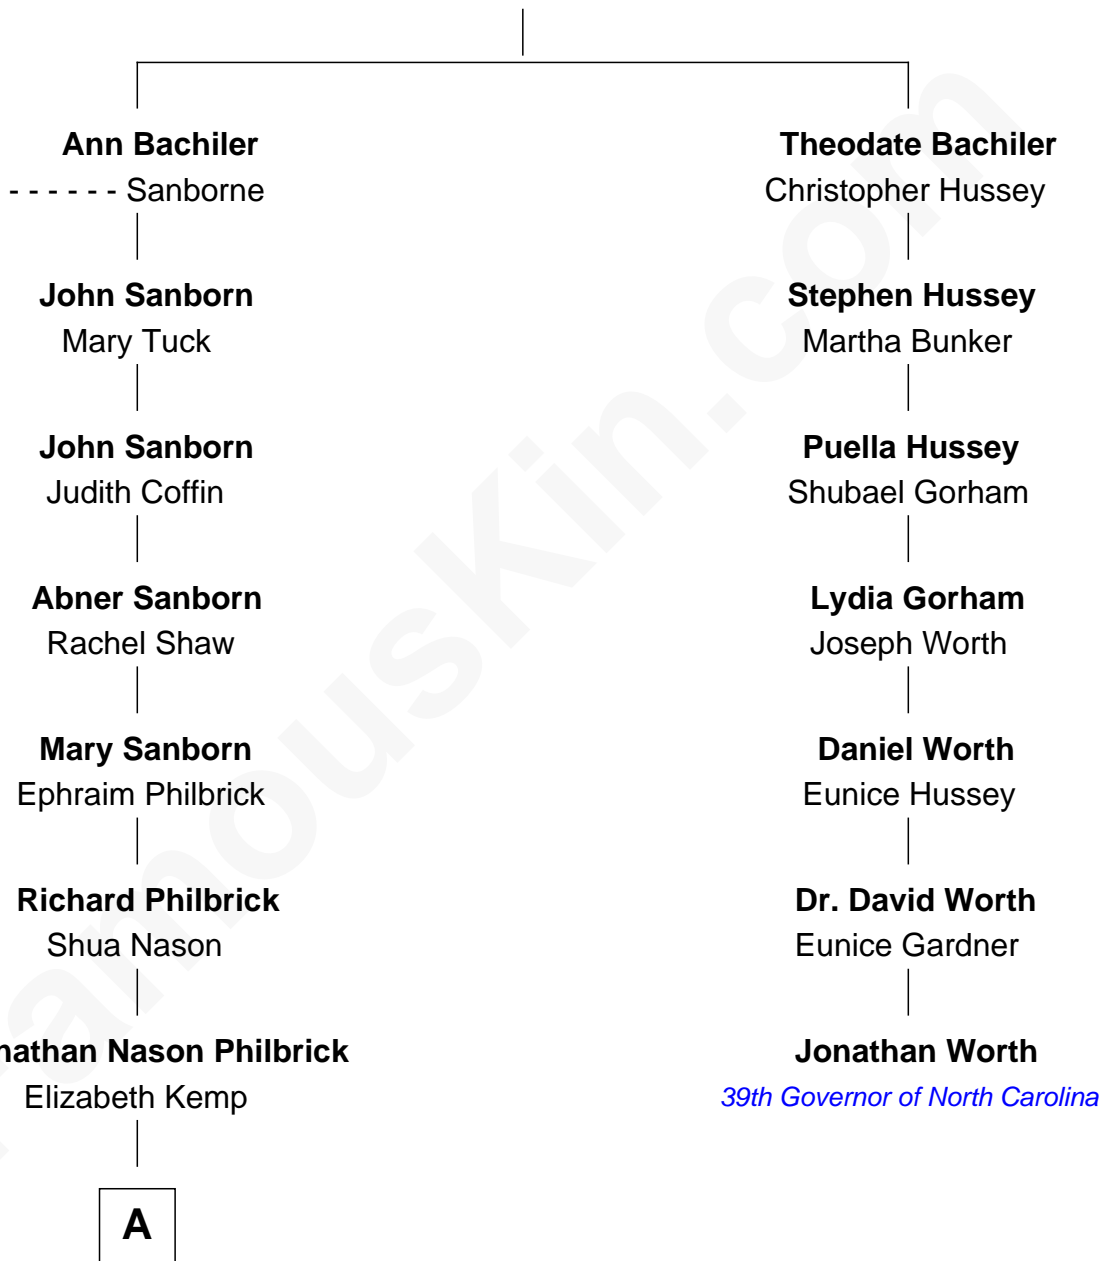 Ann Bachiler
- - - - - - Sanborne
John Sanborn
Mary Tuck
John Sanborn
Judith Coffin
Abner Sanborn
Rachel Shaw
Mary Sanborn
Ephraim Philbrick
Richard Philbrick
Shua Nason
nathan Nason Philbrick
Elizabeth Kemp
A
Theodate Bachiler
Christopher Hussey
Stephen Hussey
Martha Bunker
Puella Hussey
Shubael Gorham
Lydia Gorham
Joseph Worth
Daniel Worth
Eunice Hussey
Dr. David Worth
Eunice Gardner
Jonathan Worth
39th Governor of North Carolina
FamousKin.com